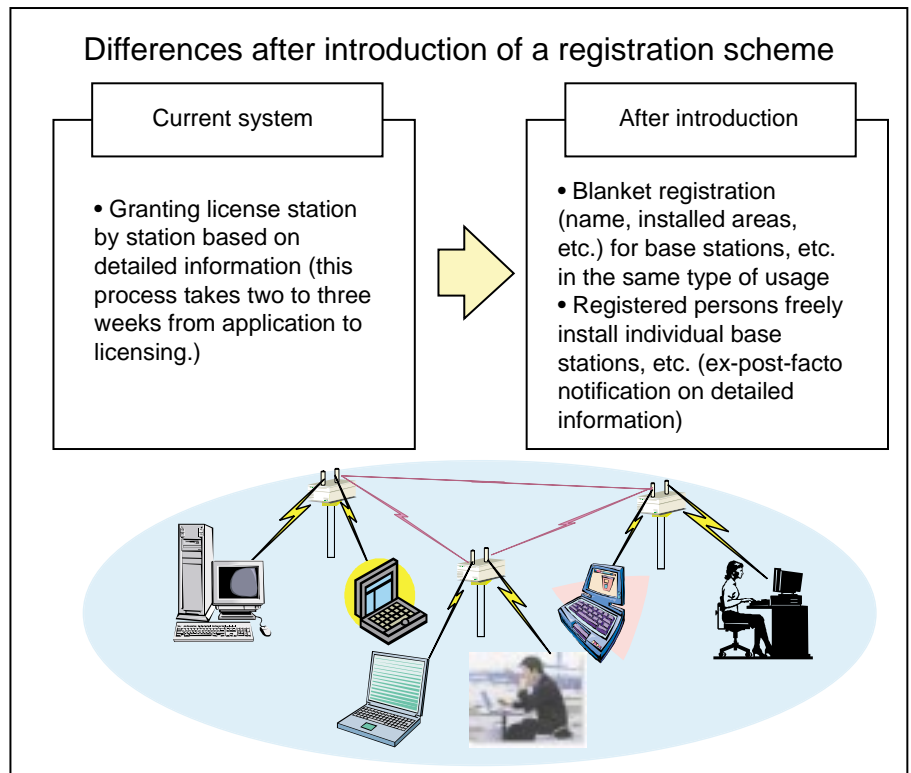 Differences after introduction of a registration scheme
Current system
• Granting license station
by station based on
detailed information (this
process takes two to three
weeks from application to
licensing.)
After introduction
• Blanket registration
(name, installed areas,
etc.) for base stations, etc.
in the same type of usage
• Registered persons freely
install individual base
stations, etc. (ex-post-facto
notification on detailed
information)